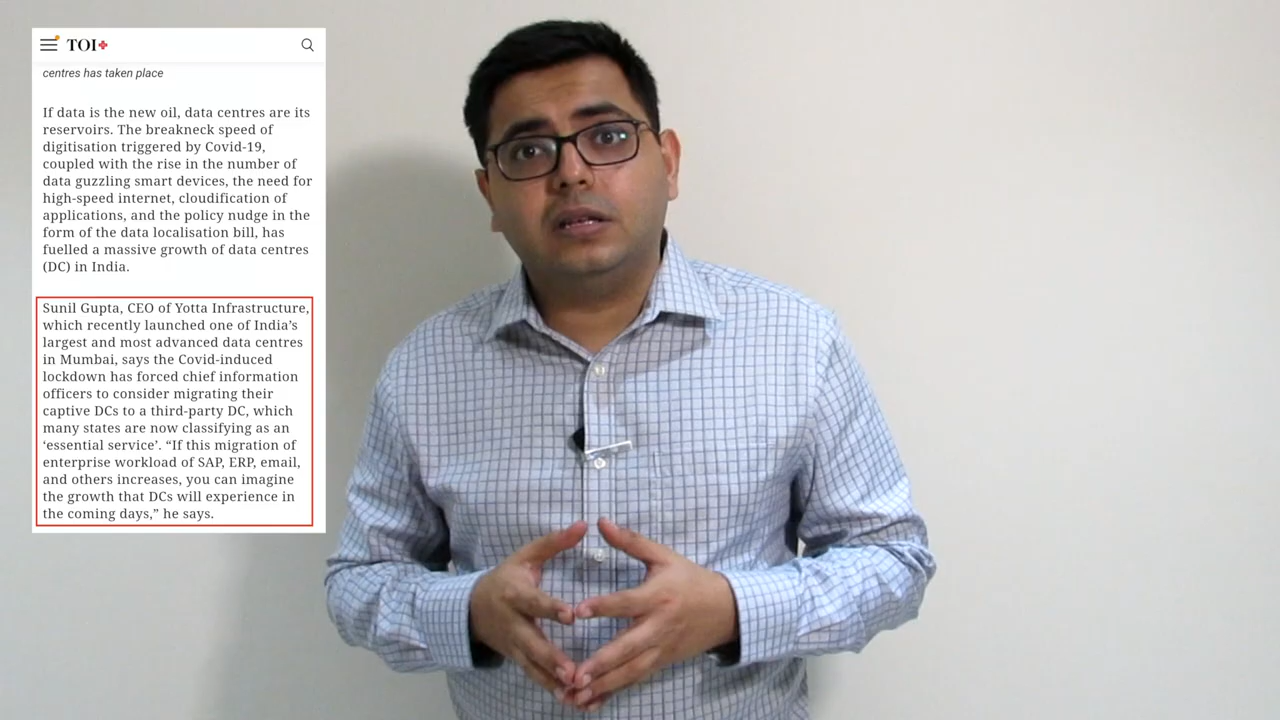 TOI+
centres has taken place
If data is the new oil, data centres are its
reservoirs. The breakneck speed of
digitisation triggered by Covid-19,
coupled with the rise in the number of
data guzzling smart devices, the need for
high-speed internet, cloudification of
applications, and the policy nudge in the
form of the data localisation bill, has
fuelled a massive growth of data centres
(DC) in India.
Sunil Gupta, CEO of Yotta Infrastructure,
which recently launched one of India’s
largest and most advanced data centres
in Mumbai, says the Covid-induced
lockdown has forced chief information
officers to consider migrating their
captive DCs to a third-party DC, which
many states are now classifying as an
‘essential service’. “If this migration of
enterprise workload of SAP, ERP, email,
and others increases, you can imagine
the growth that DCs will experience in
the coming days,” he says.